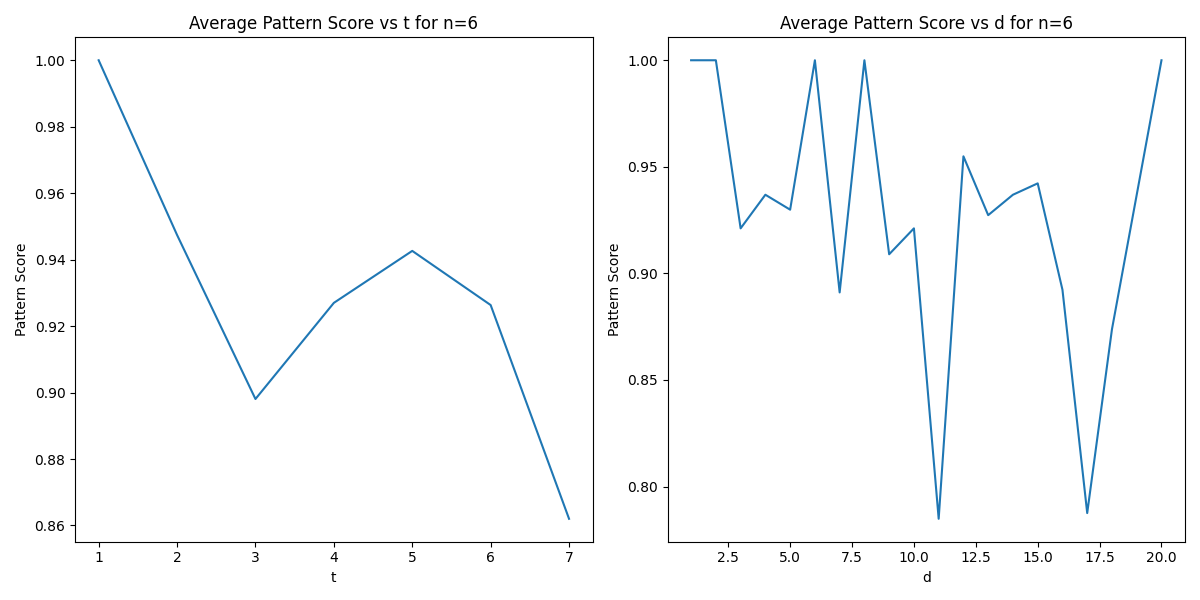 Average Pattern Score vs t for n=6
Pattern Score
1.00
0.98
0.96
0.94
0.92
0.90
0.88
0.86
1 2 3 4 5 6 7
t
Average Pattern Score vs d for n=6
Pattern Score
1.00
0.95
0.90
0.85
0.80
2.5 5.0 7.5 10.0 12.5 15.0 17.5 20.0
d